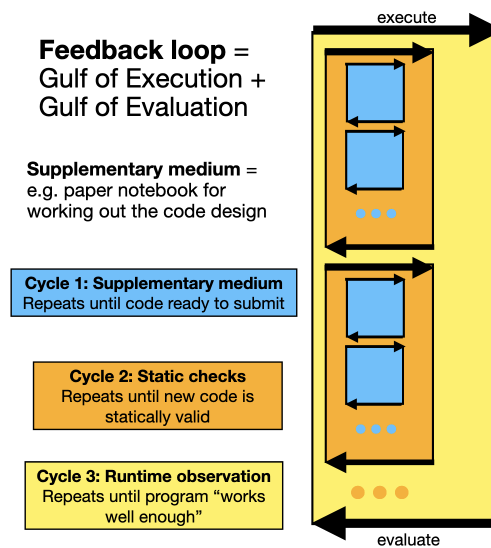 execute
Feedback loop =
Gulf of Execution +
Gulf of Evaluation
Supplementary medium =
e.g. paper notebook for
working out the code design
Cycle 1: Supplementary medium
Repeats until code ready to submit
Cycle 2: Static checks
Repeats until new code is
statically valid
Cycle 3: Runtime observation
Repeats until program “works
well enough”
evaluate